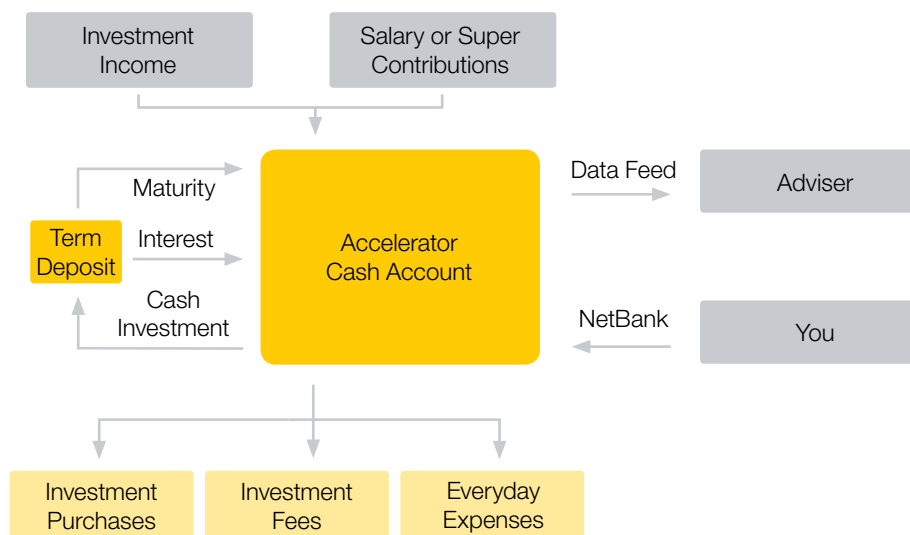 Investment
Income
Salary or Super
Contributions
Maturity
Term
Deposit
Interest
Cash
Investment
Accelerator
Cash Account
Data Feed
Adviser
NetBank
You
Investment
Purchases
Investment
Fees
Everyday
Expenses